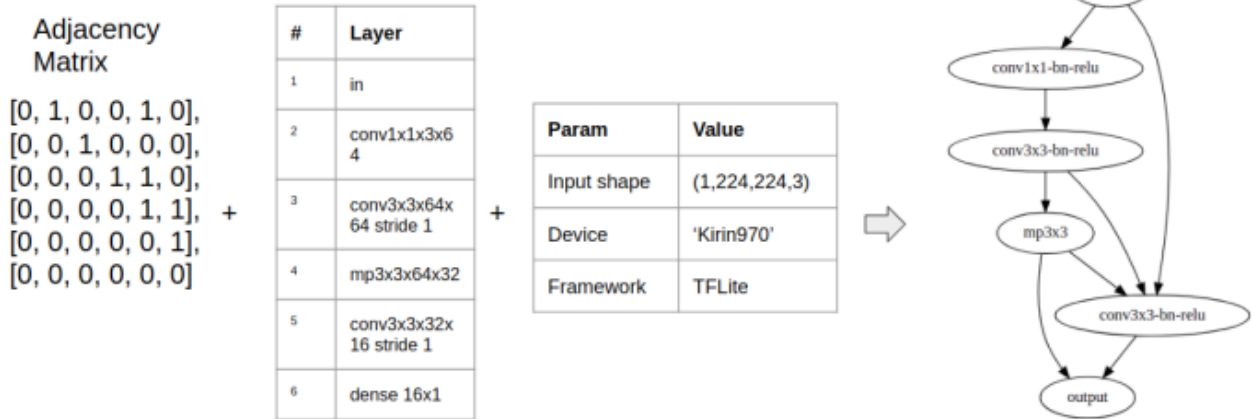 Adjacency
Matrix
[0, 1, 0, 0, 1, 0],
[0, 0, 1, 0, 0, 0],
[0, 0, 0, 1, 1, 0],
[0, 0, 0, 0, 1, 1],
[0, 0, 0, 0, 0, 1],
[0, 0, 0, 0, 0, 0]
+
# Layer
1 in
2 conv1x1x3x6
4
3 conv3x3x64x
64 stride 1
4 mp3x3x64x32
5 conv3x3x32x
16 stride 1
6 dense 16x1
+
Param Value
Input shape (1,224,224,3)
Device 'Kirin970'
Framework TFLite
conv1x1-bn-relu
conv3x3-bn-relu
mp3x3
conv3x3-bn-relu
output